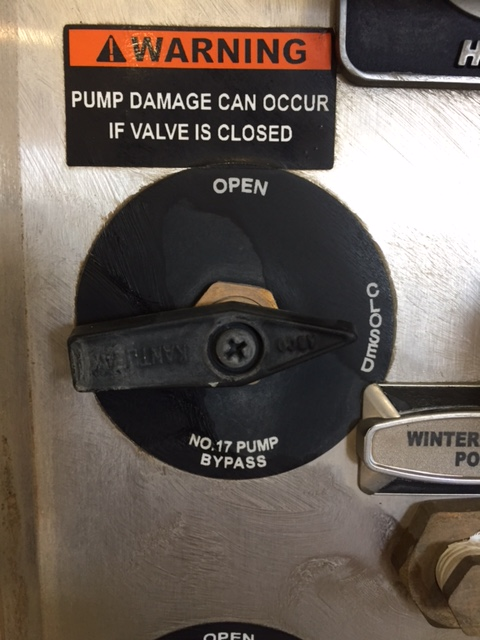 WARNING
PUMP DAMAGE CAN OCCUR
IF VALVE IS CLOSED
OPEN
CLOSED
NO.17 PUMP
BYPASS
WINTER
PO
OPEN